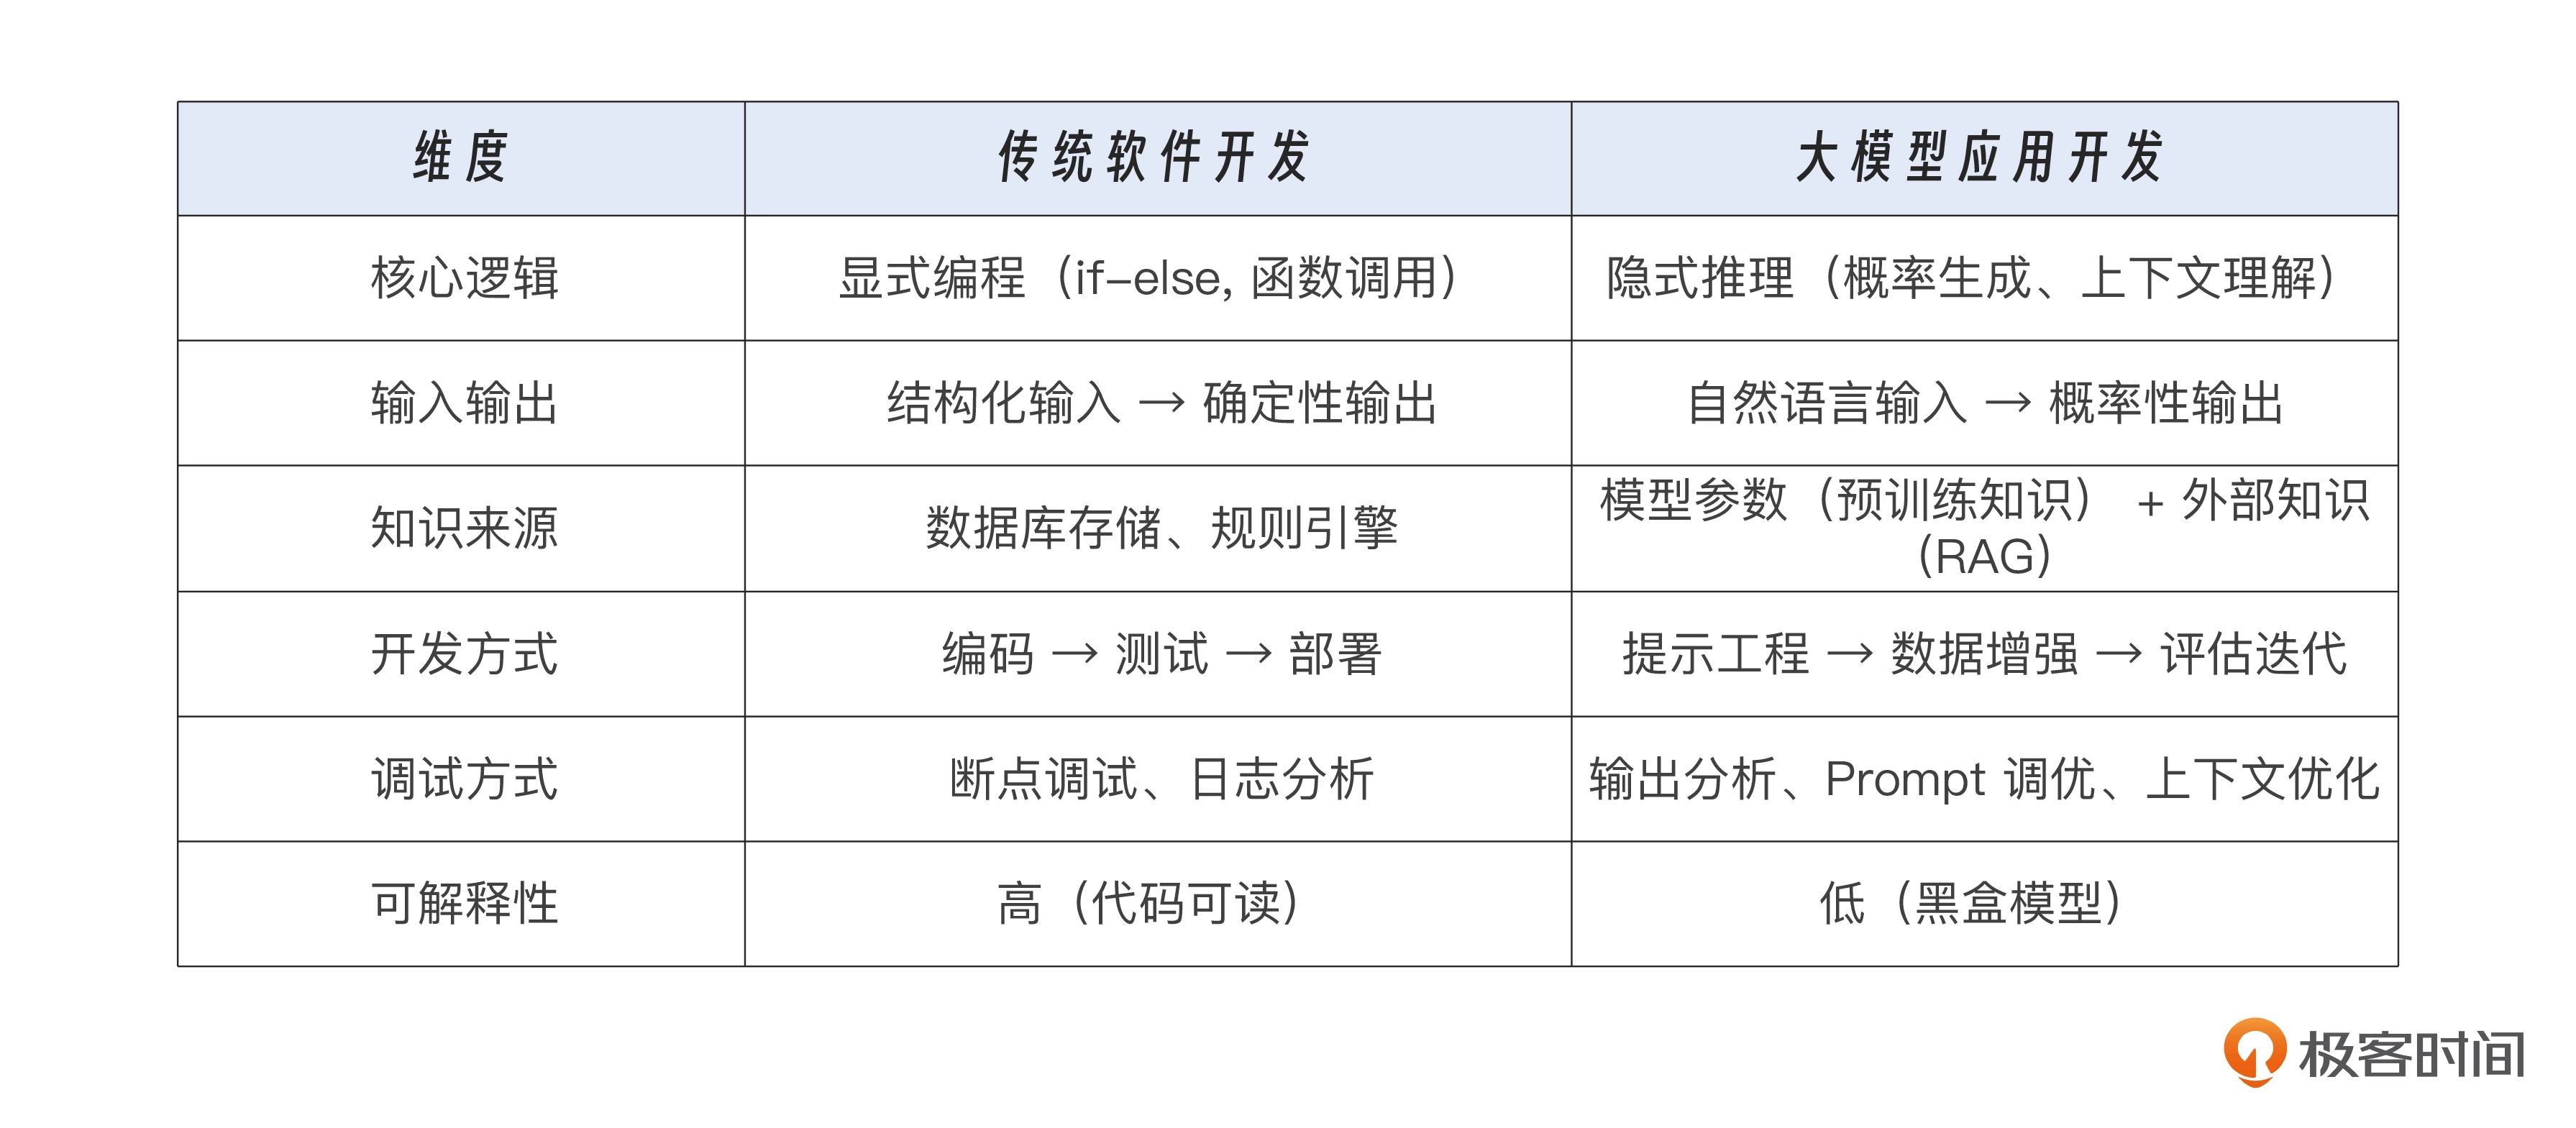 维度 传统软件开发 大模型应用开发
核心逻辑 显式编程（if-else, 函数调用） 隐式推理（概率生成、上下文理解）
输入输出 结构化输入 → 确定性输出 自然语言输入 → 概率性输出
知识来源 数据库存储、规则引擎 模型参数（预训练知识） + 外部知识
（RAG）
开发方式 编码 → 测试 → 部署 提示工程 → 数据增强 → 评估迭代
调试方式 断点调试、日志分析 输出分析、Prompt 调优、上下文优化
可解释性 高（代码可读） 低（黑盒模型）
极客时间